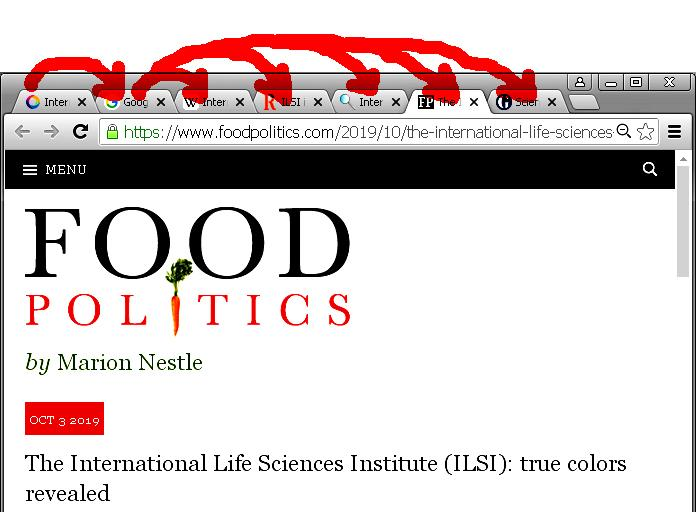 Inter
Goog
W Inter
R ILSI i
Inter
FP The I
Scier
https://www.foodpolitics.com/2019/10/the-international-life-sciences-
MENU
FOOD
POLITICS
by Marion Nestle
OCT 3 2019
The International Life Sciences Institute (ILSI): true colors
revealed